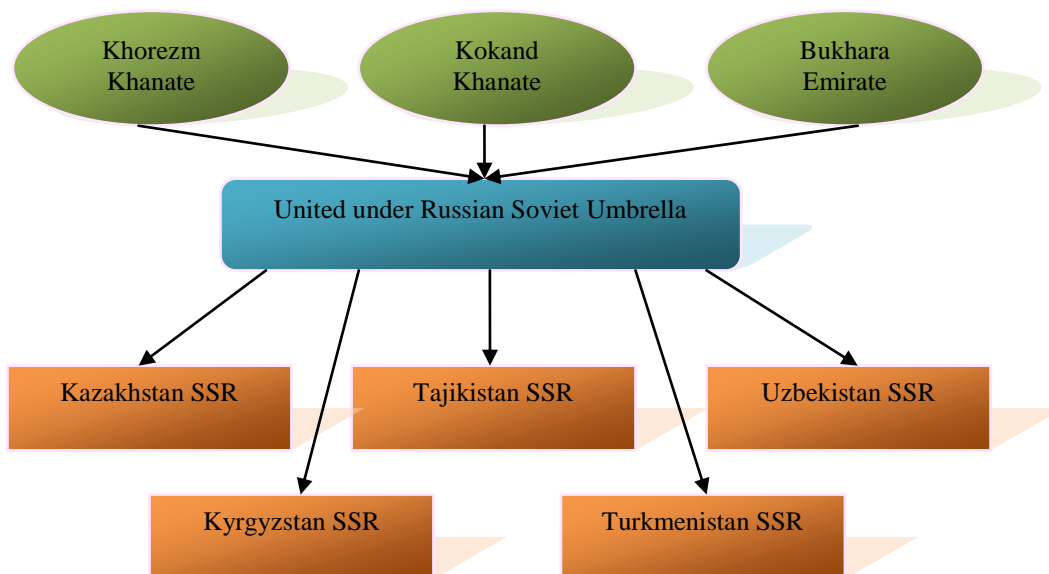 Khorezm
Khanate
Kokand
Khanate
Bukhara
Emirate
United under Russian Soviet Umbrella
Kazakhstan SSR
Tajikistan SSR
Uzbekistan SSR
Kyrgyzstan SSR
Turkmenistan SSR